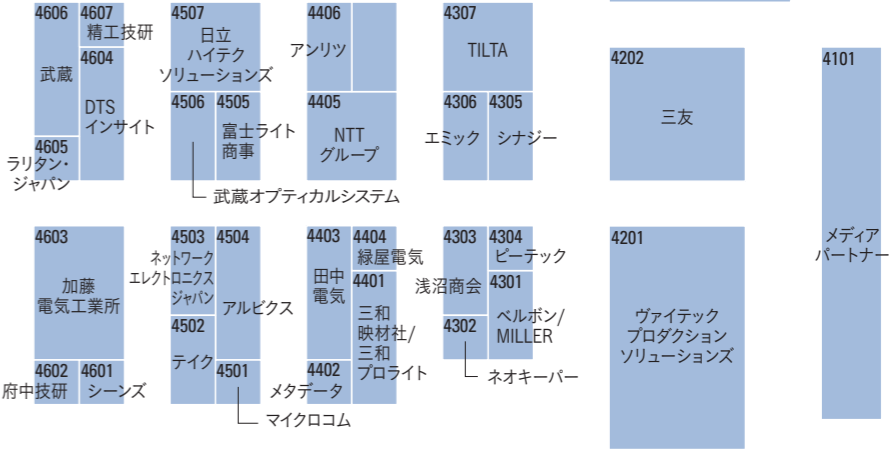 4606
武蔵
4607
精工技研
4604
DTS
インサイト
4605
ラリタン・
ジャパン
4507
日立
ハイテク
ソリューションズ
4506
武蔵オプティカルシステム
4505
富士ライト
商事
4406
アンリツ
4405
NTT
グループ
4307
TILTA
4306
エミック
4305
シナジー
4202
三友
4101
メディア
パートナー
4603
加藤
電気工業所
4602
府中技研
4601
シーンズ
4503
ネットワーク
エレクトロニクス
ジャパン
4504
アルビクス
4502
テイク
4501
マイクロコム
4403
田中
電気
4404
緑屋電気
4401
三和
映材社/
三和
プロライト
4402
メタデータ
4303
浅沼商会
4304
ピーテック
4301
ベルボン/
MILLER
4302
ネオキーパー
4201
ヴァイテック
プロダクション
ソリューションズ